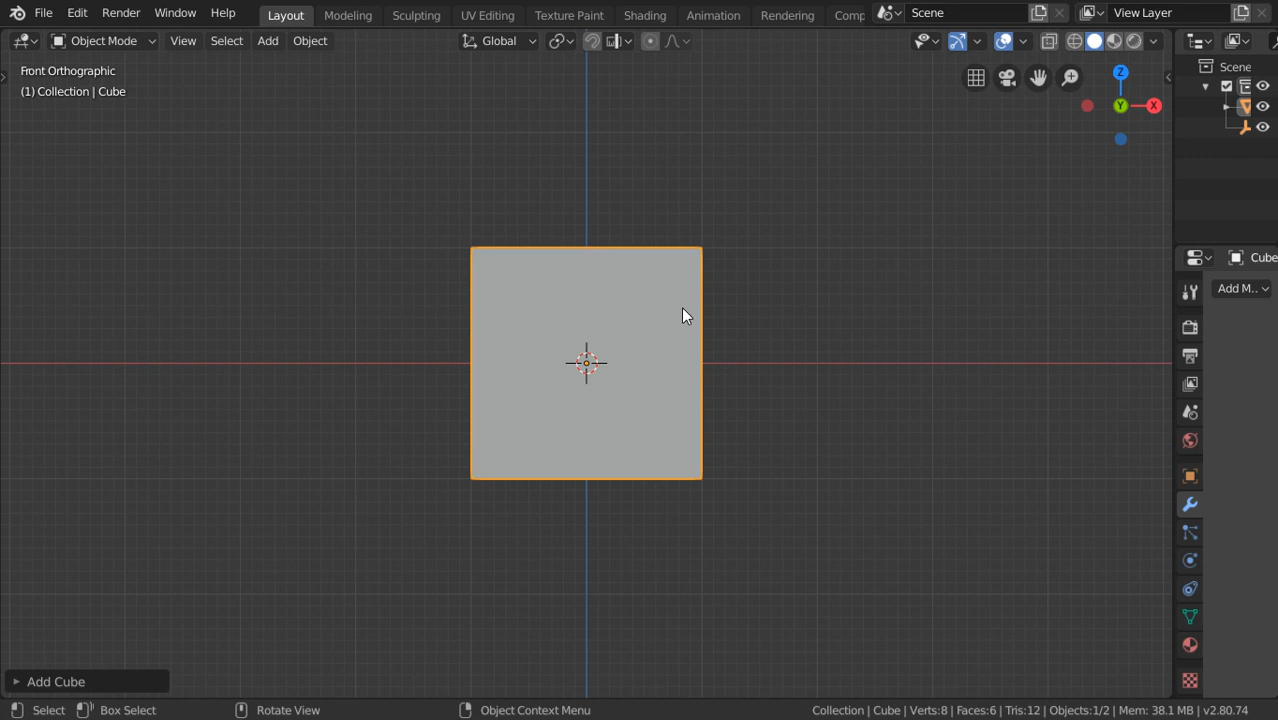 File Edit Render Window Help Layout Modeling Sculpting UV Editing Texture Paint Shading Animation Rendering Comp Scene View Layer
Object Mode View Select Add Object Global
Front Orthographic
(1) Collection | Cube
Z
Y
X
Scene
Cube
Add M..
Add Cube
Select Box Select Rotate View Object Context Menu Collection | Cube | Verts:8 | Faces:6 | Tris:12 | Objects:1/2 | Mem: 38.1 MB | v2.80.74